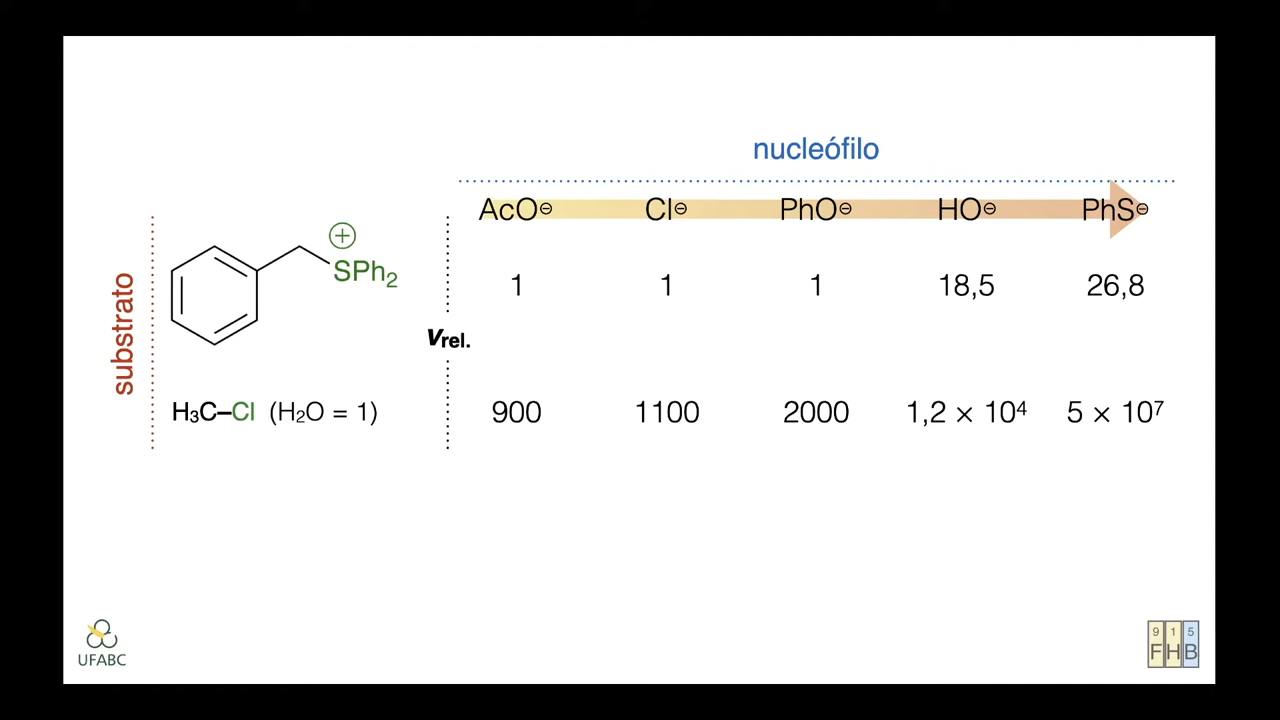 nucleófilo
AcO⊖ Cl⊖ PhO⊖ HO⊖ PhS⊖
substrato
⊕
SPh₂
1 1 1 18,5 26,8
vrel.
H₃C–Cl (H₂O = 1) 900 1100 2000 1,2 × 10⁴ 5 × 10⁷
UFABC
9 1 5
F H B